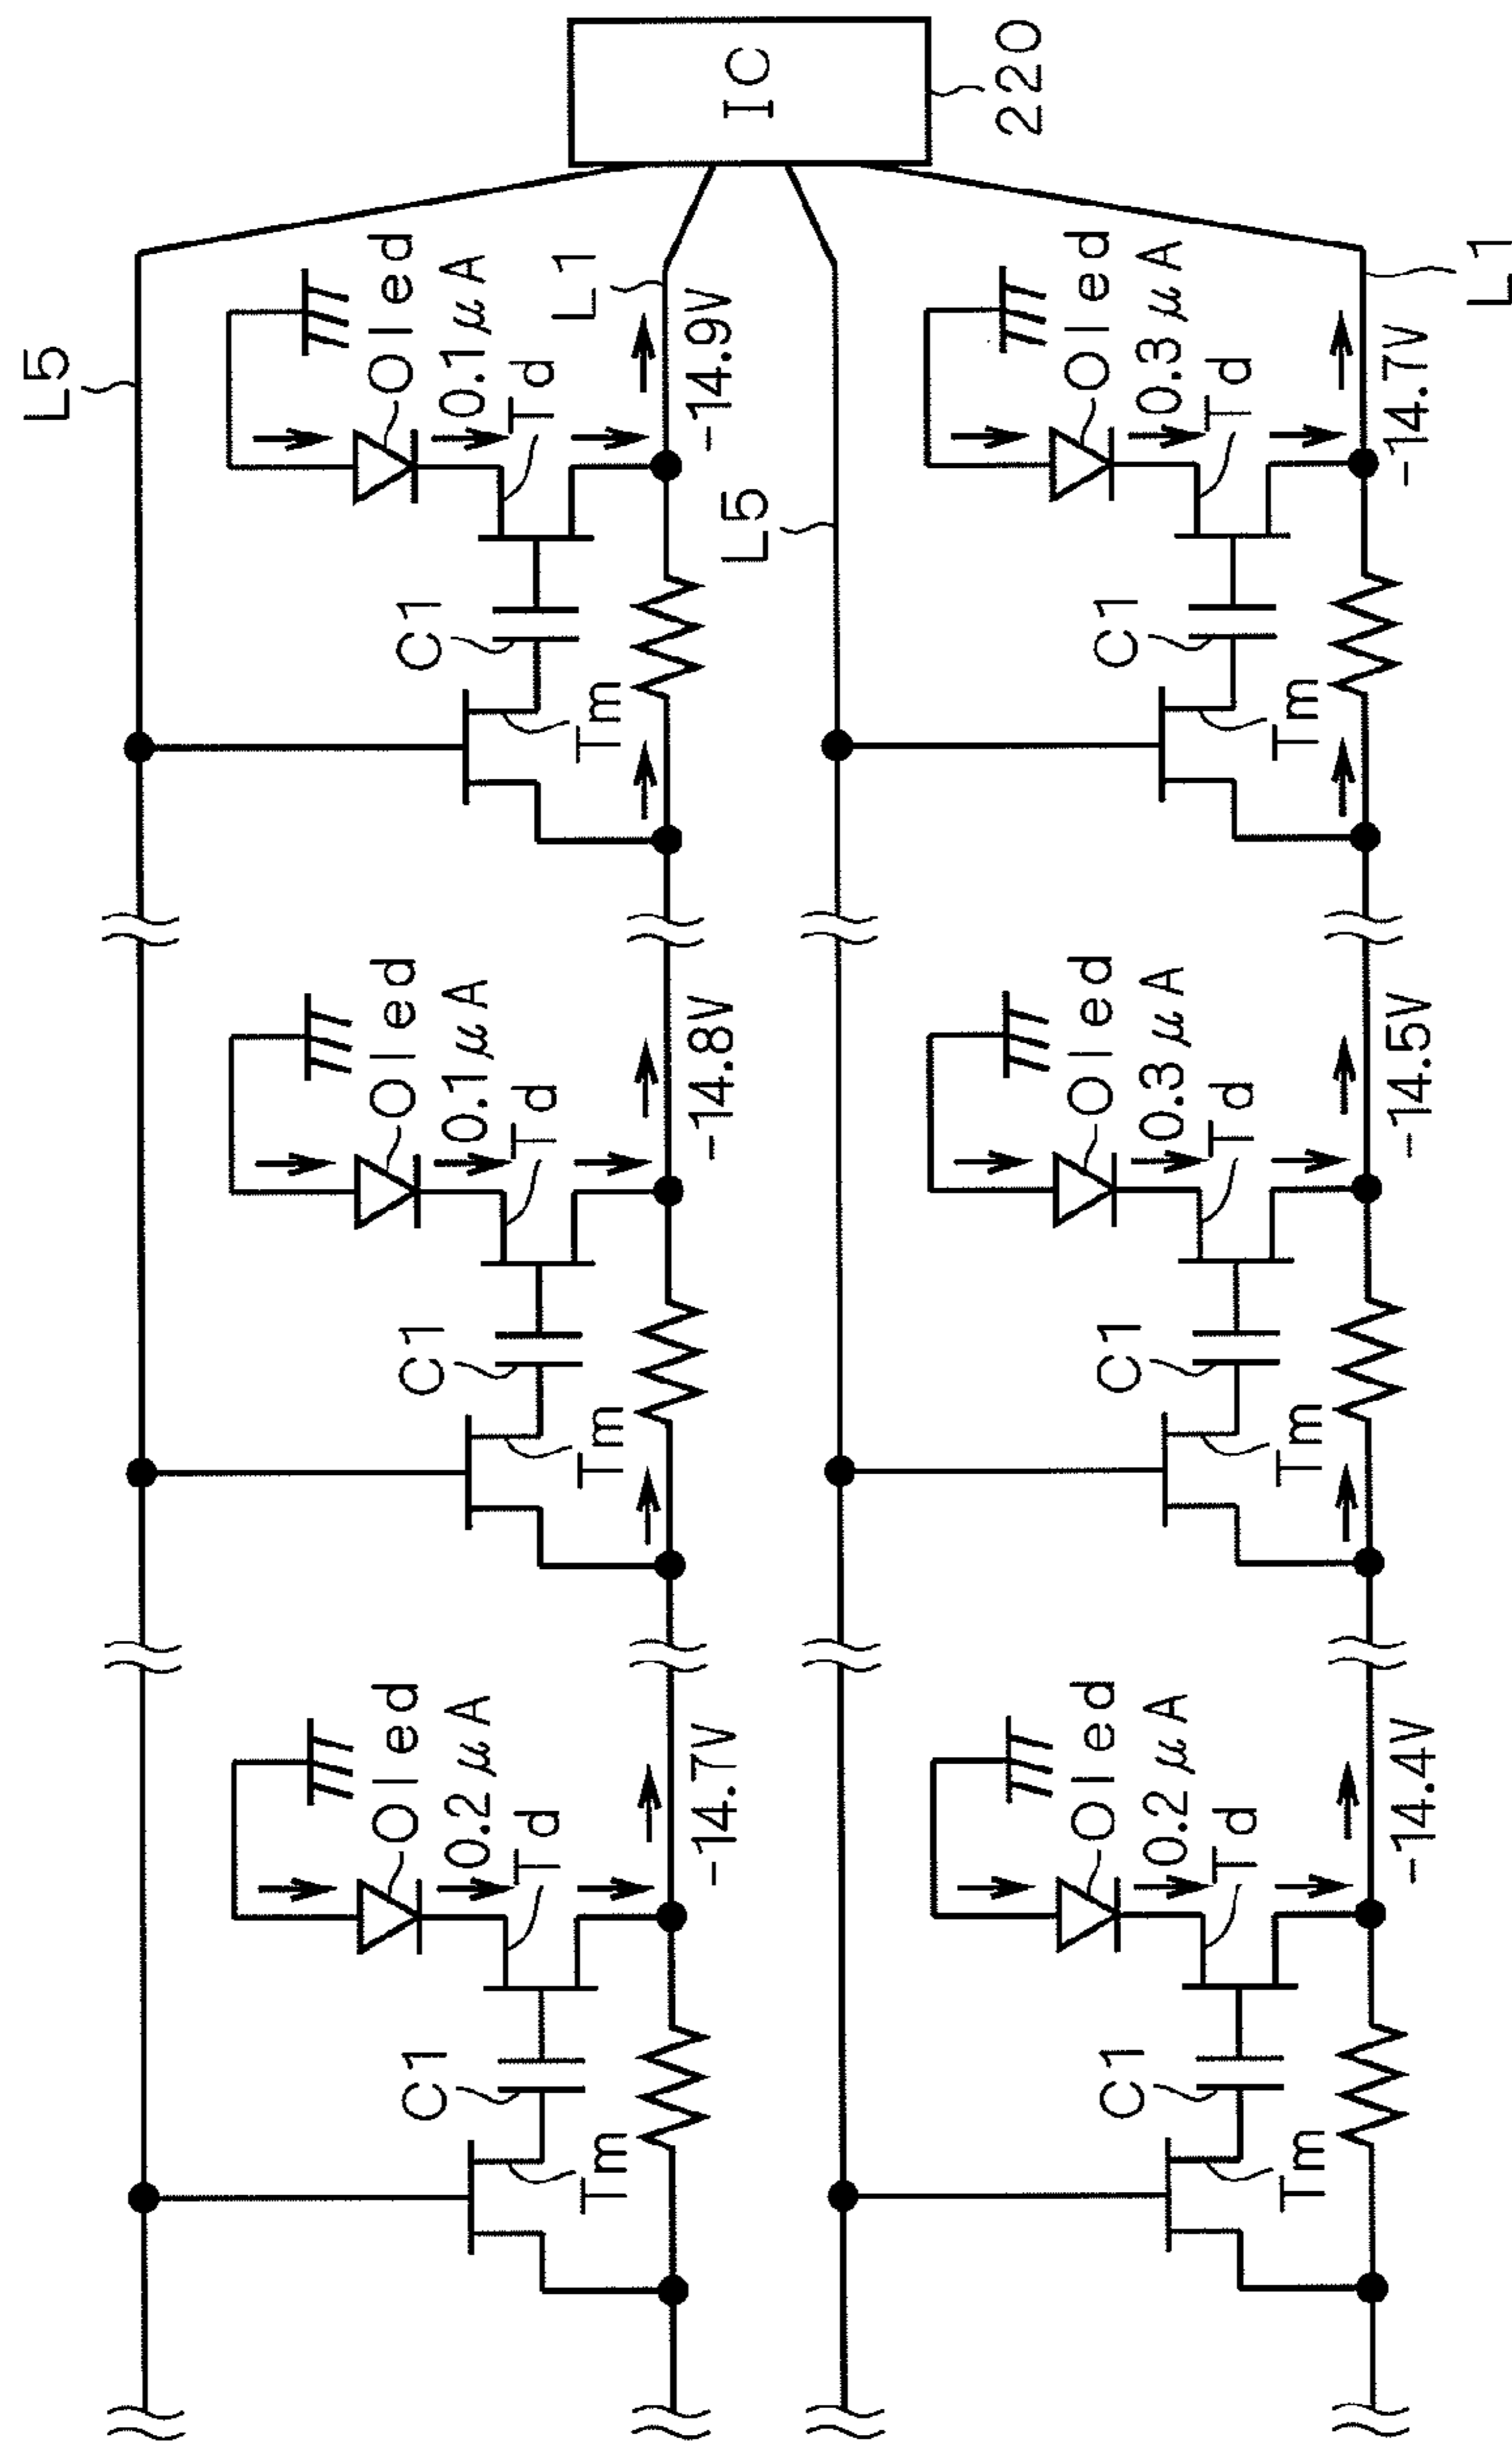 L5
Oled
Oled
Oled
C1
0.2μA
C1
0.1μA
C1
0.1μA
Td
Td
Td
Tm
Tm
Tm
L1
-14.7V
-14.8V
-14.9V
L5
IC
220
Oled
Oled
Oled
C1
0.2μA
C1
0.3μA
C1
0.3μA
Td
Td
Td
Tm
Tm
Tm
-14.4V
-14.5V
-14.7V
L1